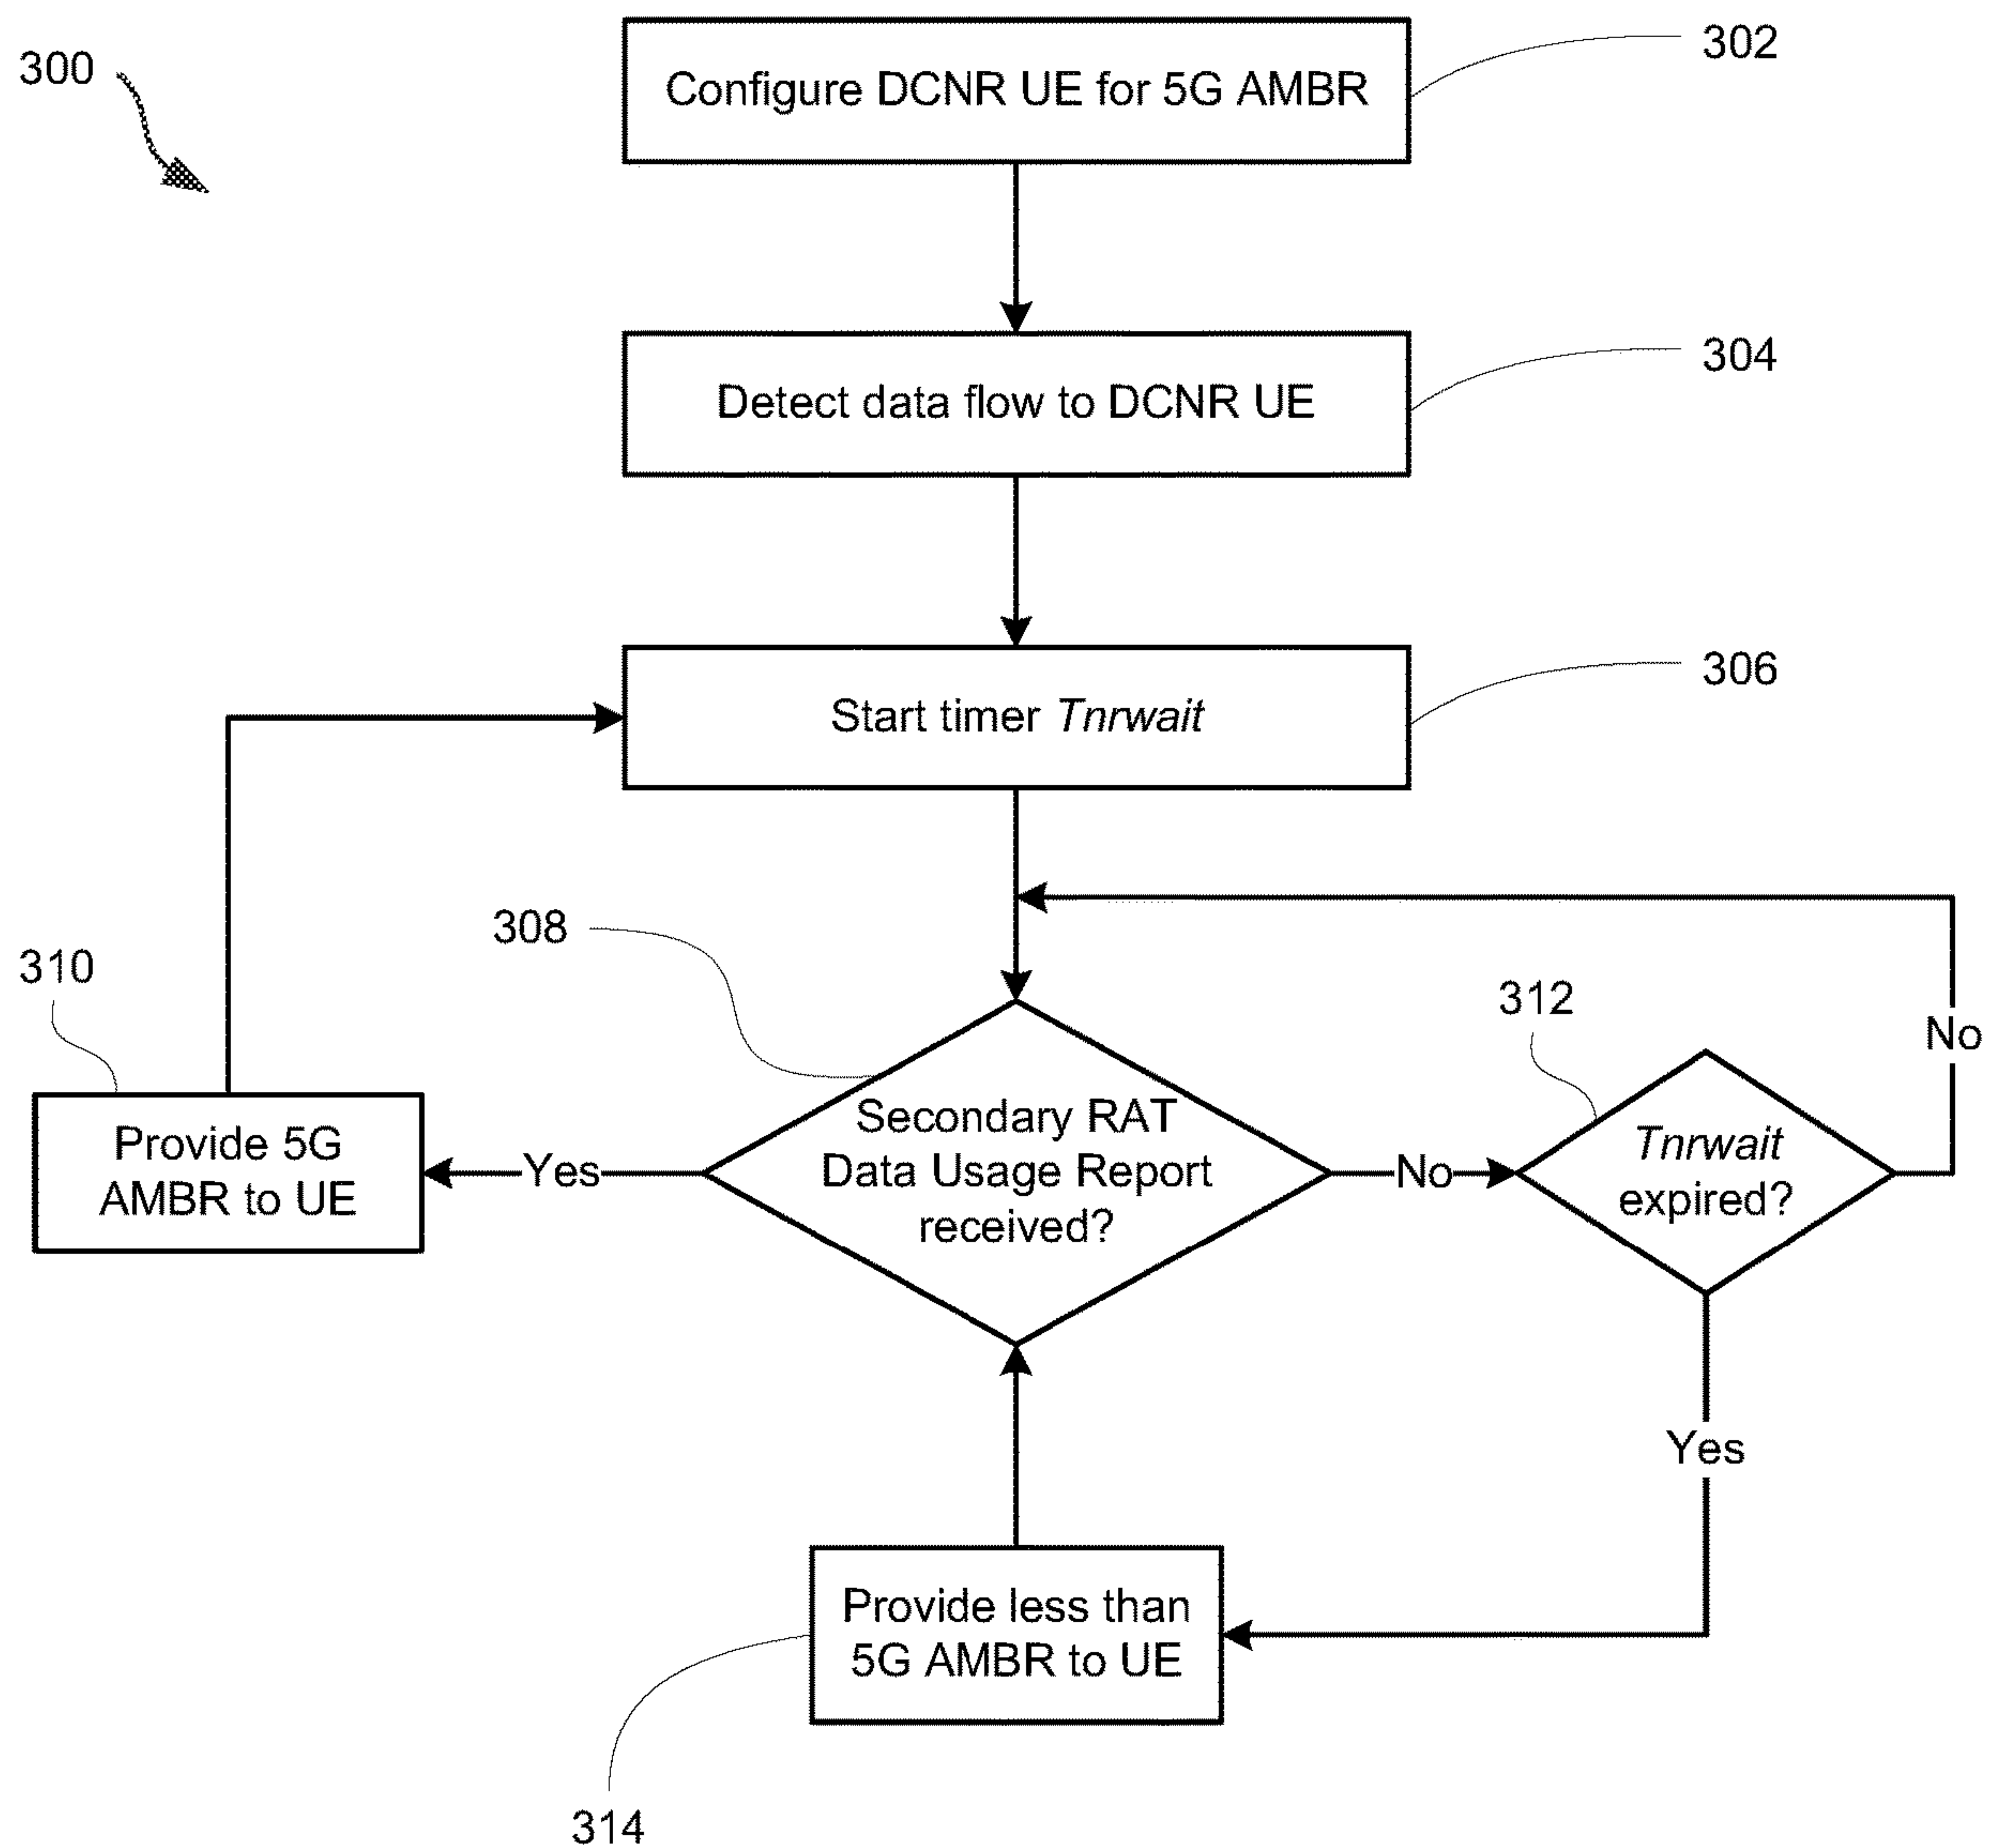 300
Configure DCNR UE for 5G AMBR
302
Detect data flow to DCNR UE
304
Start timer Tnrwait
306
308
310
Provide 5G
AMBR to UE
Yes
Secondary RAT
Data Usage Report
received?
No
312
Tnrwait
expired?
No
Yes
Provide less than
5G AMBR to UE
314